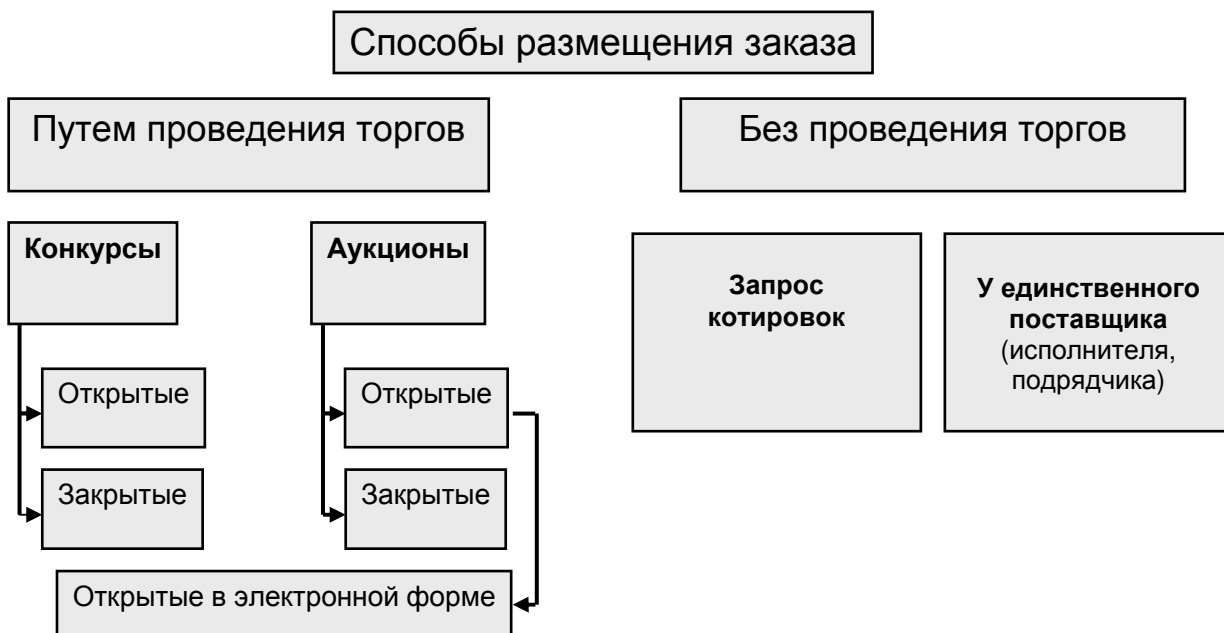 Способы размещения заказа
Путем проведения торгов
Без проведения торгов
Конкурсы
Аукционы
Открытые
Закрытые
Открытые
Закрытые
Открытые в электронной форме
Запрос
котировок
У единственного
поставщика
(исполнителя,
подрядчика)